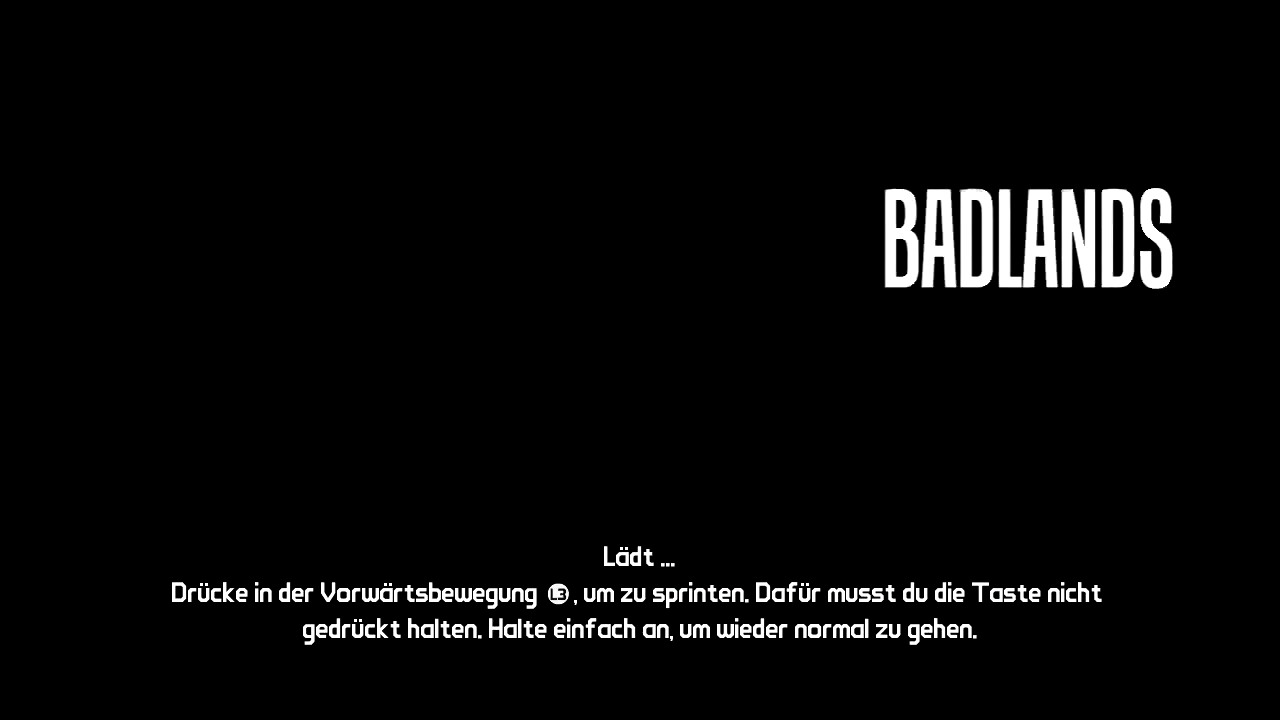 BADLANDS
Lädt ...
Drücke in der Vorwärtsbewegung L3, um zu sprinten. Dafür musst du die Taste nicht
gedrückt halten. Halte einfach an, um wieder normal zu gehen.